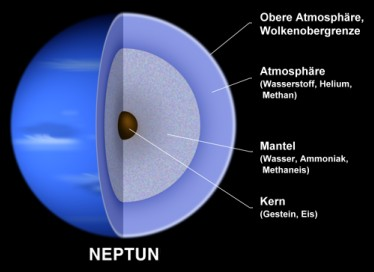 Obere Atmosphäre,
Wolkenobergrenze
Atmosphäre
(Wasserstoff, Helium,
Methan)
Mantel
(Wasser, Ammoniak,
Methaneis)
Kern
(Gestein, Eis)
NEPTUN